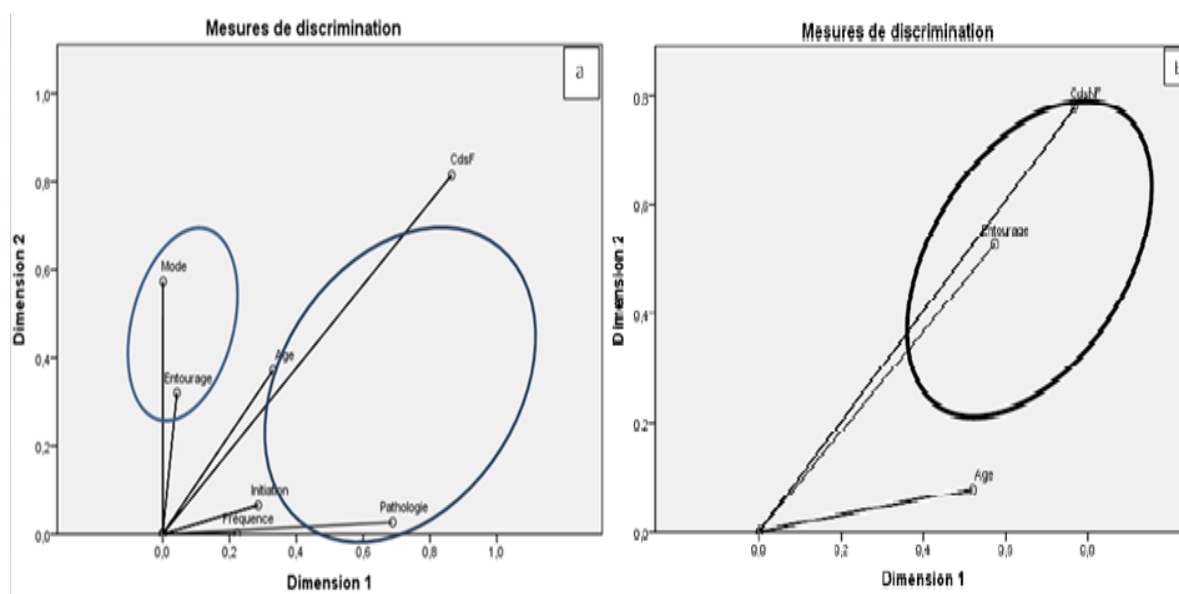 Mesures de discrimination
a
1,0
0,8
0,6
0,4
0,2
0,0
Dimension 2
CdsF
Mode
Age
Entourage
Initiation
Pathologie
Fréquence
0,0 0,2 0,4 0,6 0,8 1,0
Dimension 1
Mesures de discrimination
0,8
0,4
0,2
Dimension 2
Entourage
Age
0,2 0,4
Dimension 1